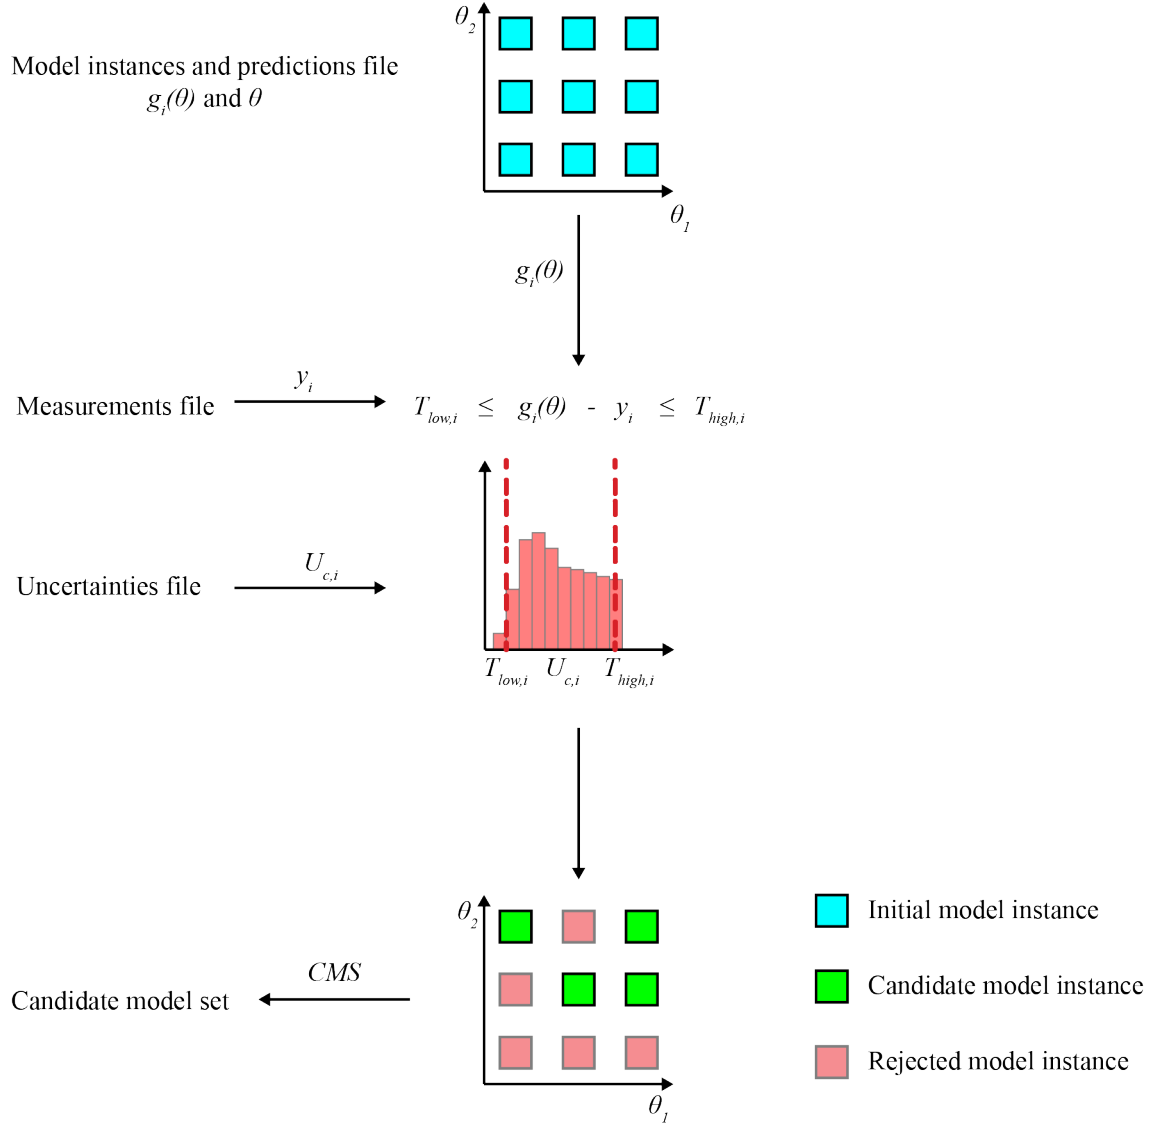 θ2
Model instances and predictions file
gi(θ) and θ
θ1
gi(θ)
yi
Measurements file
Tlow,i ≤ gi(θ) - yi ≤ Thigh,i
Uc,i
Uncertainties file
Tlow,i Uc,i Thigh,i
θ2
Initial model instance
CMS
Candidate model set
Candidate model instance
Rejected model instance
θ1